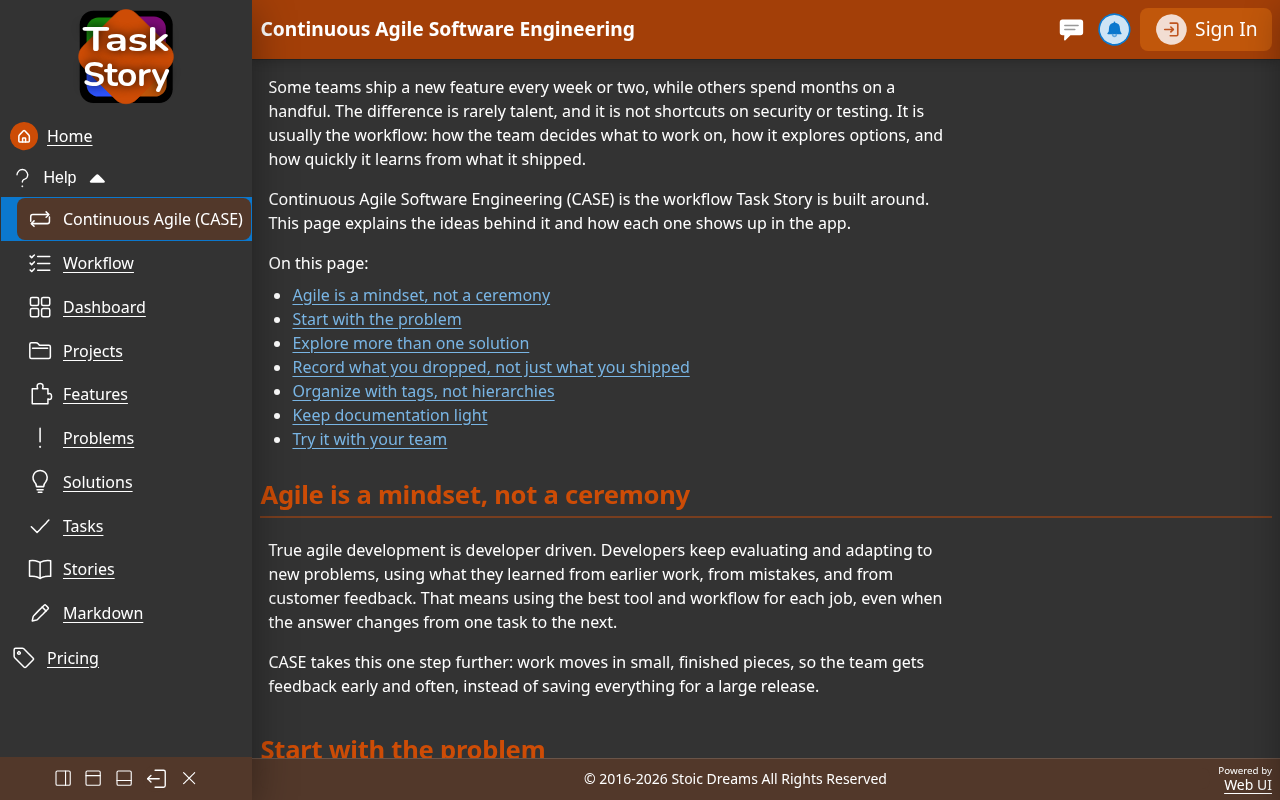 Task
Story
Home
Help
Continuous Agile (CASE)
Workflow
Dashboard
Projects
Features
Problems
Solutions
Tasks
Stories
Markdown
Pricing
Continuous Agile Software Engineering
Sign In
Some teams ship a new feature every week or two, while others spend months on a
handful. The difference is rarely talent, and it is not shortcuts on security or testing. It is
usually the workflow: how the team decides what to work on, how it explores options, and
how quickly it learns from what it shipped.
Continuous Agile Software Engineering (CASE) is the workflow Task Story is built around.
This page explains the ideas behind it and how each one shows up in the app.
On this page:
Agile is a mindset, not a ceremony
Start with the problem
Explore more than one solution
Record what you dropped, not just what you shipped
Organize with tags, not hierarchies
Keep documentation light
Try it with your team
Agile is a mindset, not a ceremony
True agile development is developer driven. Developers keep evaluating and adapting to
new problems, using what they learned from earlier work, from mistakes, and from
customer feedback. That means using the best tool and workflow for each job, even when
the answer changes from one task to the next.
CASE takes this one step further: work moves in small, finished pieces, so the team gets
feedback early and often, instead of saving everything for a large release.
Start with the problem
© 2016-2026 Stoic Dreams All Rights Reserved
Powered by
Web UI